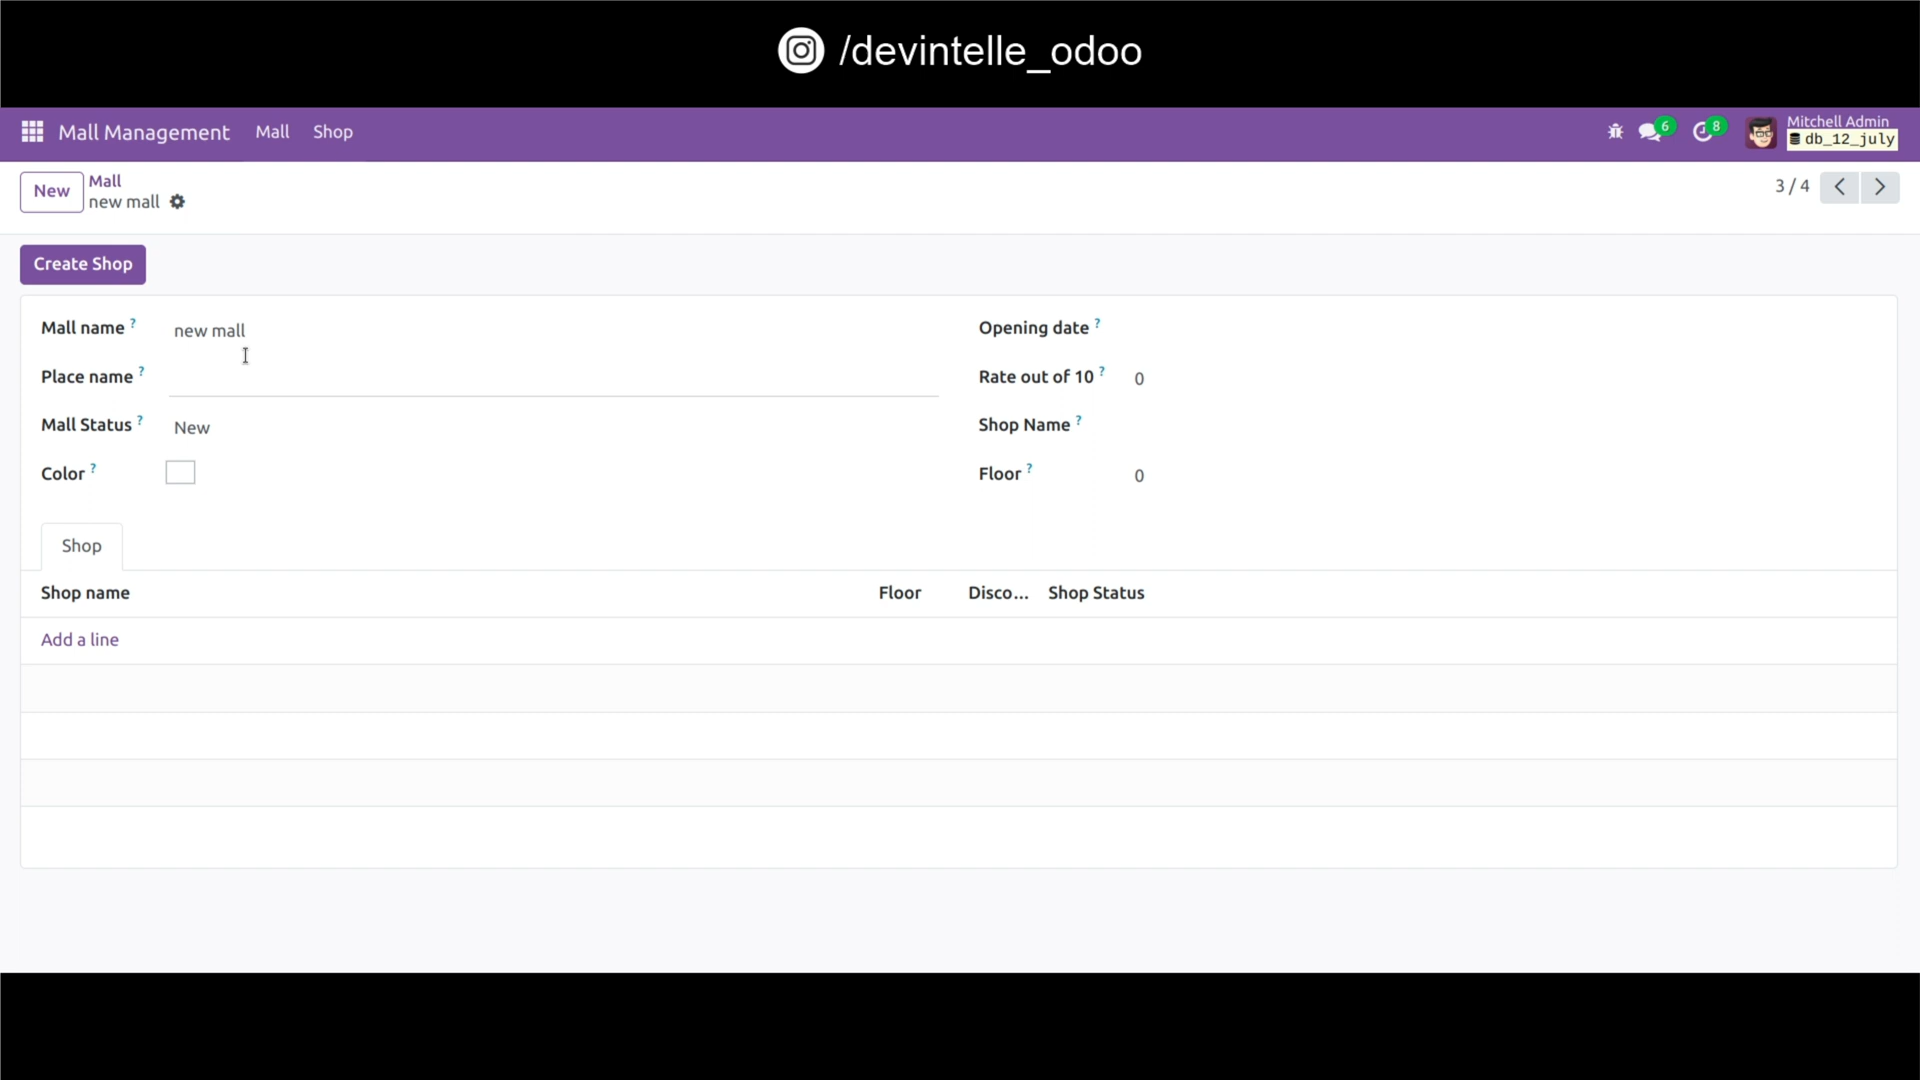 /devintelle_odoo
Mall Management Mall Shop 6 8 Mitchell Admin
db_12_july
New Mall
new mall 3 / 4
Create Shop
Mall name ? new mall Opening date ?
Place name ? Rate out of 10 ? 0
Mall Status ? New Shop Name ?
Color ? Floor ? 0
Shop
Shop name Floor Disco... Shop Status
Add a line